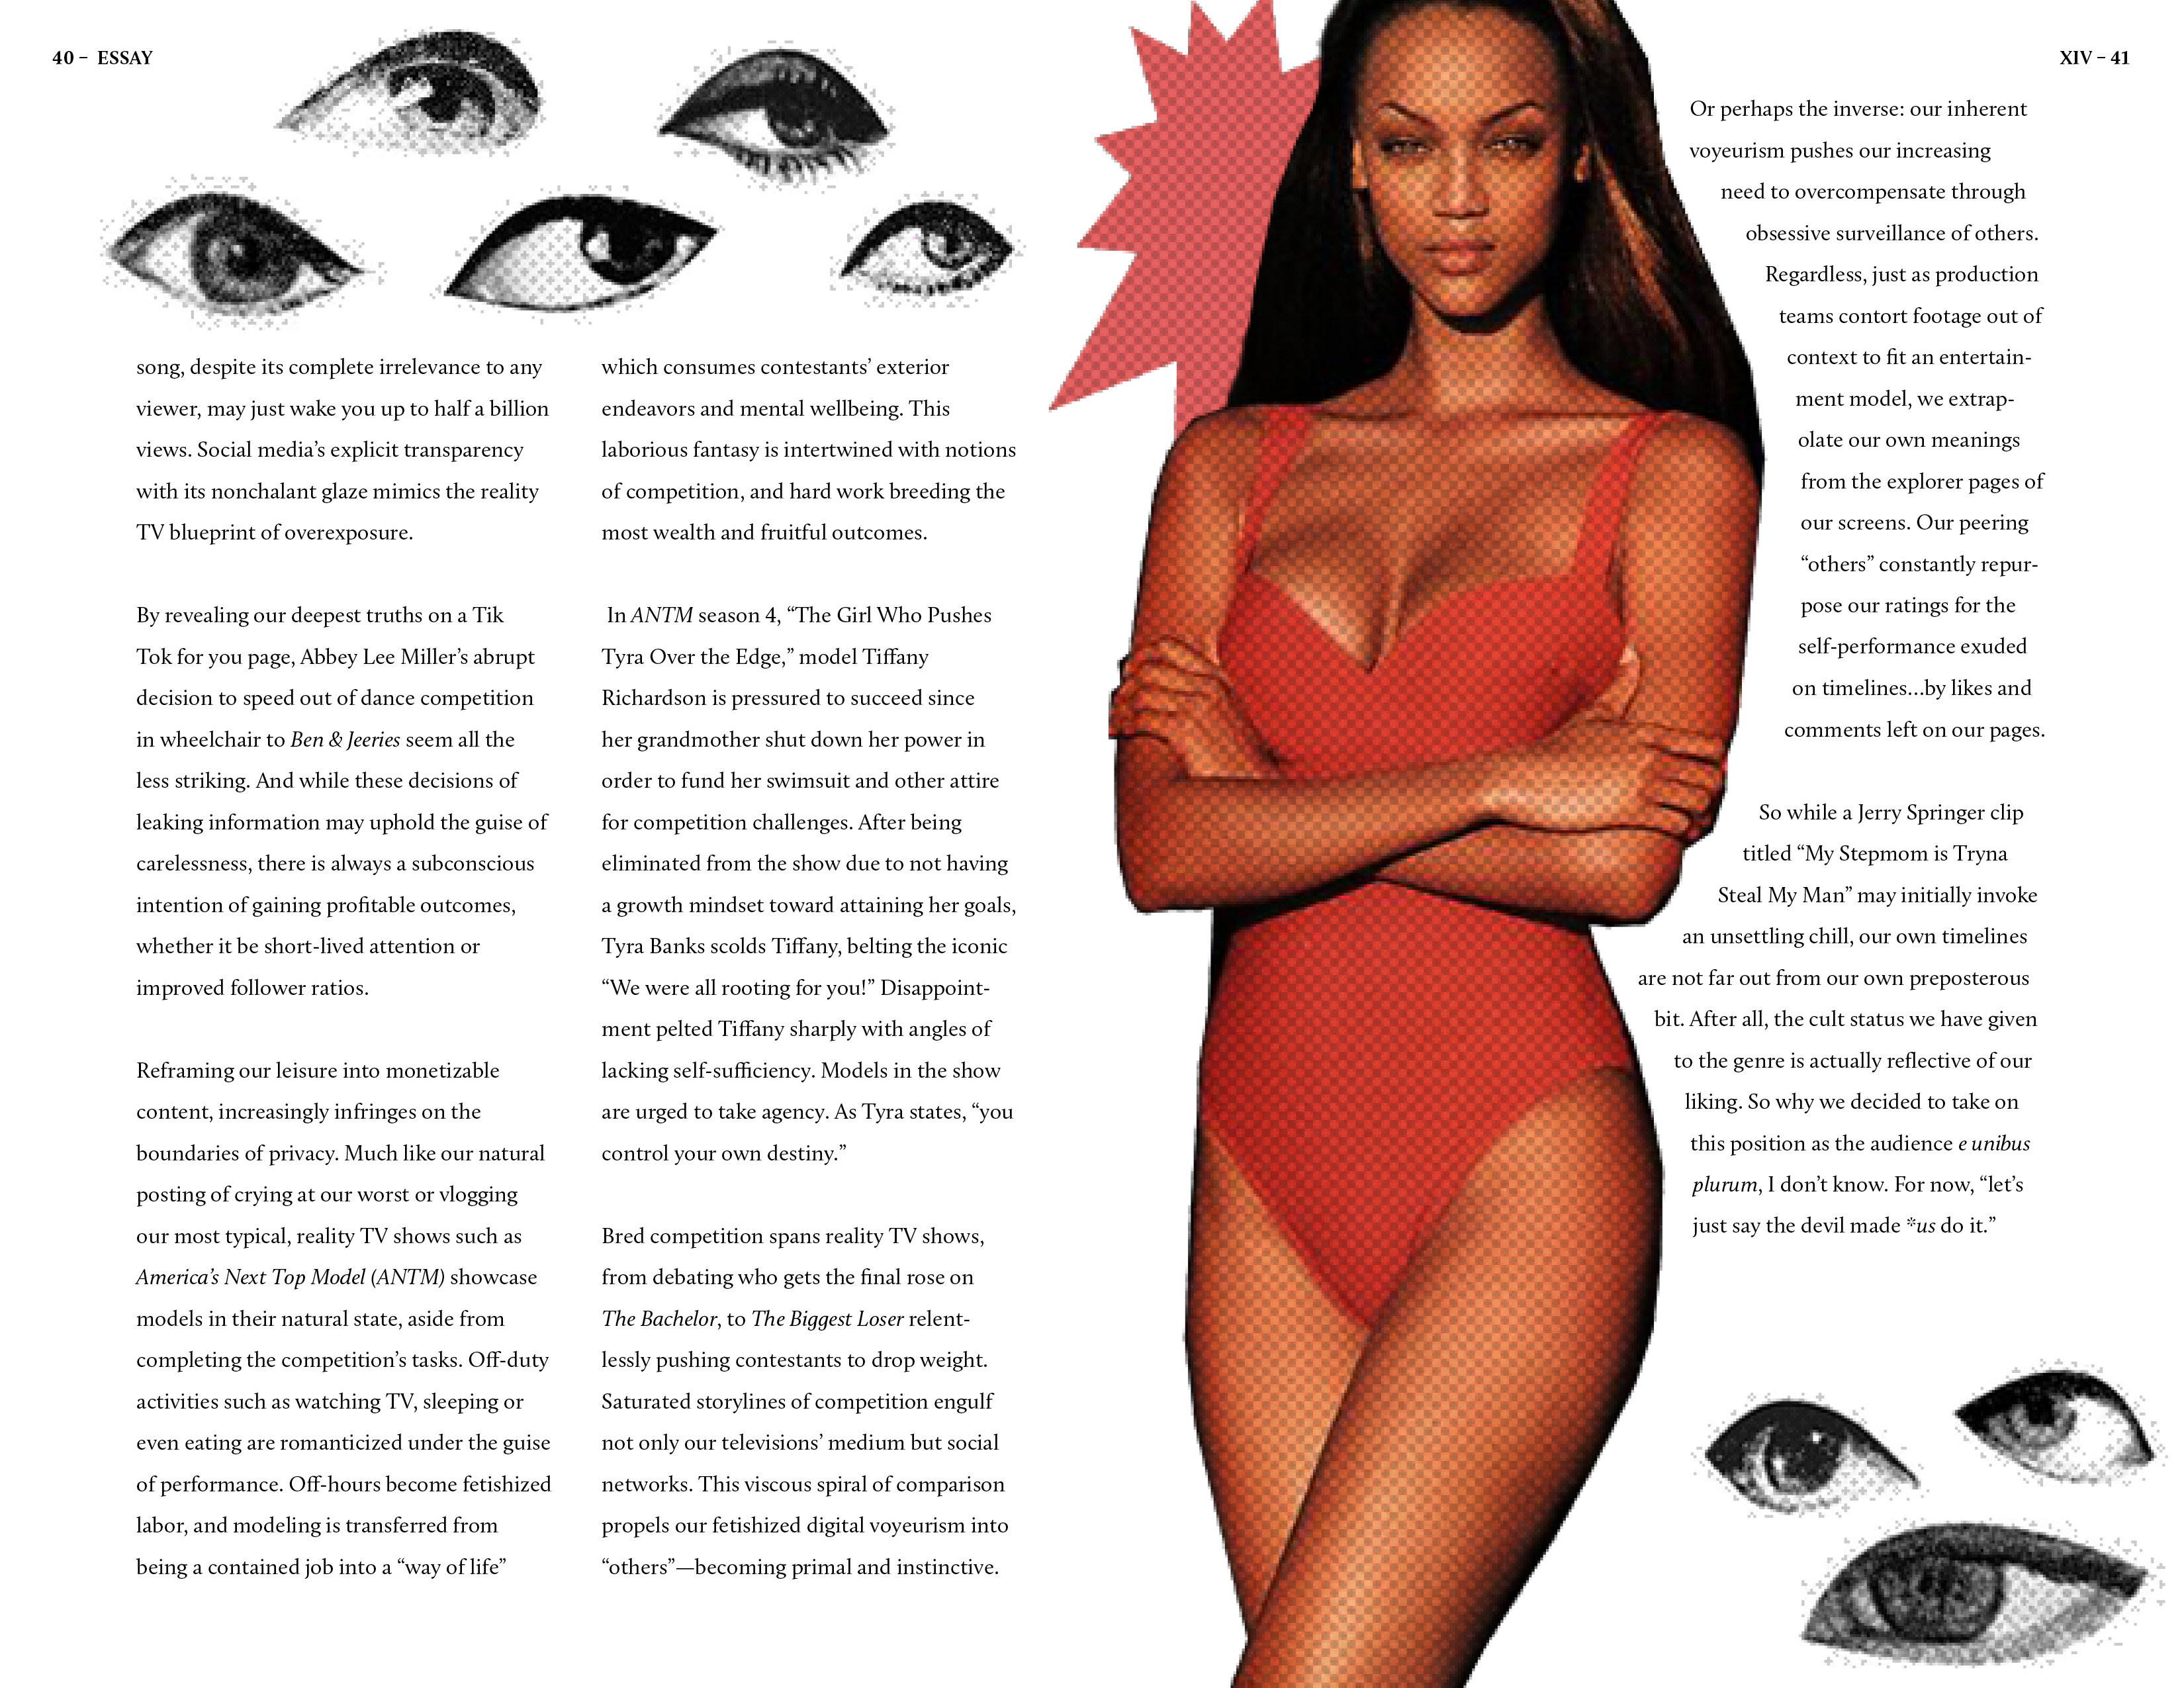 40 – ESSAY
song, despite its complete irrelevance to any
viewer, may just wake you up to half a billion
views. Social media’s explicit transparency
with its nonchalant glaze mimics the reality
TV blueprint of overexposure.
By revealing our deepest truths on a Tik
Tok for you page, Abbey Lee Miller’s abrupt
decision to speed out of dance competition
in wheelchair to Ben & Jeeries seem all the
less striking. And while these decisions of
leaking information may uphold the guise of
carelessness, there is always a subconscious
intention of gaining profitable outcomes,
whether it be short-lived attention or
improved follower ratios.
Reframing our leisure into monetizable
content, increasingly infringes on the
boundaries of privacy. Much like our natural
posting of crying at our worst or vlogging
our most typical, reality TV shows such as
America’s Next Top Model (ANTM) showcase
models in their natural state, aside from
completing the competition’s tasks. Off-duty
activities such as watching TV, sleeping or
even eating are romanticized under the guise
of performance. Off-hours become fetishized
labor, and modeling is transferred from
being a contained job into a “way of life”
which consumes contestants’ exterior
endeavors and mental wellbeing. This
laborious fantasy is intertwined with notions
of competition, and hard work breeding the
most wealth and fruitful outcomes.
In ANTM season 4, “The Girl Who Pushes
Tyra Over the Edge,” model Tiffany
Richardson is pressured to succeed since
her grandmother shut down her power in
order to fund her swimsuit and other attire
for competition challenges. After being
eliminated from the show due to not having
a growth mindset toward attaining her goals,
Tyra Banks scolds Tiffany, belting the iconic
“We were all rooting for you!” Disappoint-
ment pelted Tiffany sharply with angles of
lacking self-sufficiency. Models in the show
are urged to take agency. As Tyra states, “you
control your own destiny.”
Bred competition spans reality TV shows,
from debating who gets the final rose on
The Bachelor, to The Biggest Loser relent-
lessly pushing contestants to drop weight.
Saturated storylines of competition engulf
not only our televisions’ medium but social
networks. This viscous spiral of comparison
propels our fetishized digital voyeurism into
“others”—becoming primal and instinctive.
XIV – 41
Or perhaps the inverse: our inherent
voyeurism pushes our increasing
need to overcompensate through
obsessive surveillance of others.
Regardless, just as production
teams contort footage out of
context to fit an entertain-
ment model, we extrap-
olate our own meanings
from the explorer pages of
our screens. Our peering
“others” constantly repur-
pose our ratings for the
self-performance exuded
on timelines...by likes and
comments left on our pages.
So while a Jerry Springer clip
titled “My Stepmom is Tryna
Steal My Man” may initially invoke
an unsettling chill, our own timelines
are not far out from our own preposterous
bit. After all, the cult status we have given
to the genre is actually reflective of our
liking. So why we decided to take on
this position as the audience e unibus
plurum, I don’t know. For now, “let’s
just say the devil made *us do it.”